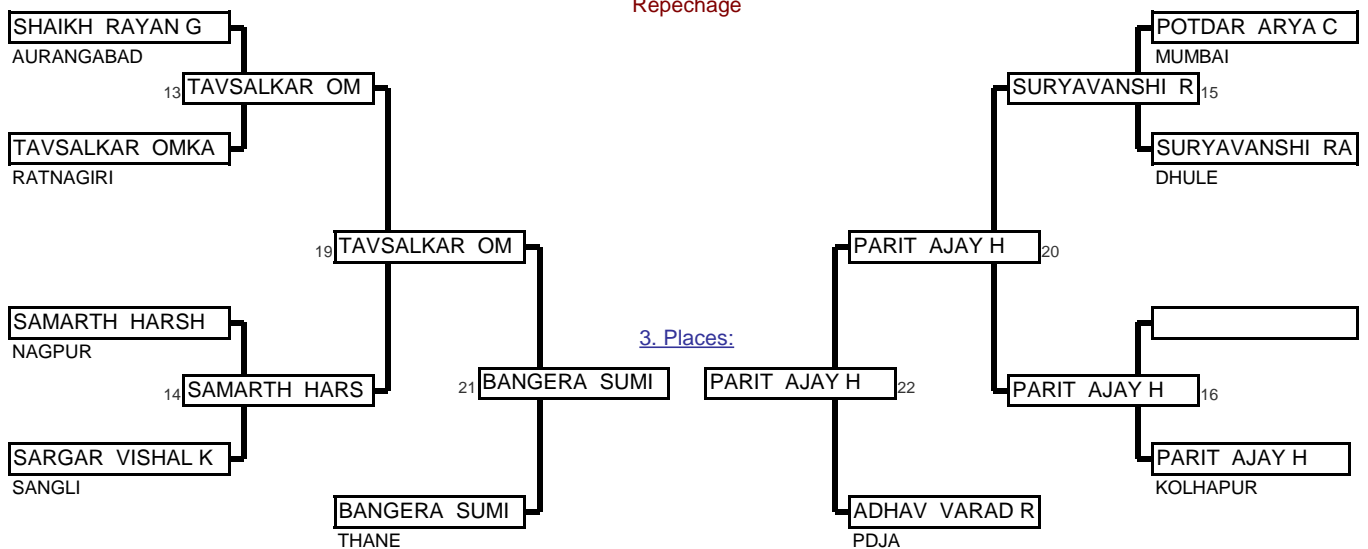 Repechage
SHAIKH RAYAN G
AURANGABAD
13 TAVSALKAR OM
TAVSALKAR OMKA
RATNAGIRI
19 TAVSALKAR OM
SAMARTH HARSH
NAGPUR
14 SAMARTH HARS
SARGAR VISHAL K
SANGLI
21 BANGERA SUMI
BANGERA SUMI
THANE
3. Places:
POTDAR ARYA C
MUMBAI
SURYAVANSHI R 15
SURYAVANSHI RA
DHULE
PARIT AJAY H 20
PARIT AJAY H 22
PARIT AJAY H 16
PARIT AJAY H
KOLHAPUR
ADHAV VARAD R
PDJA